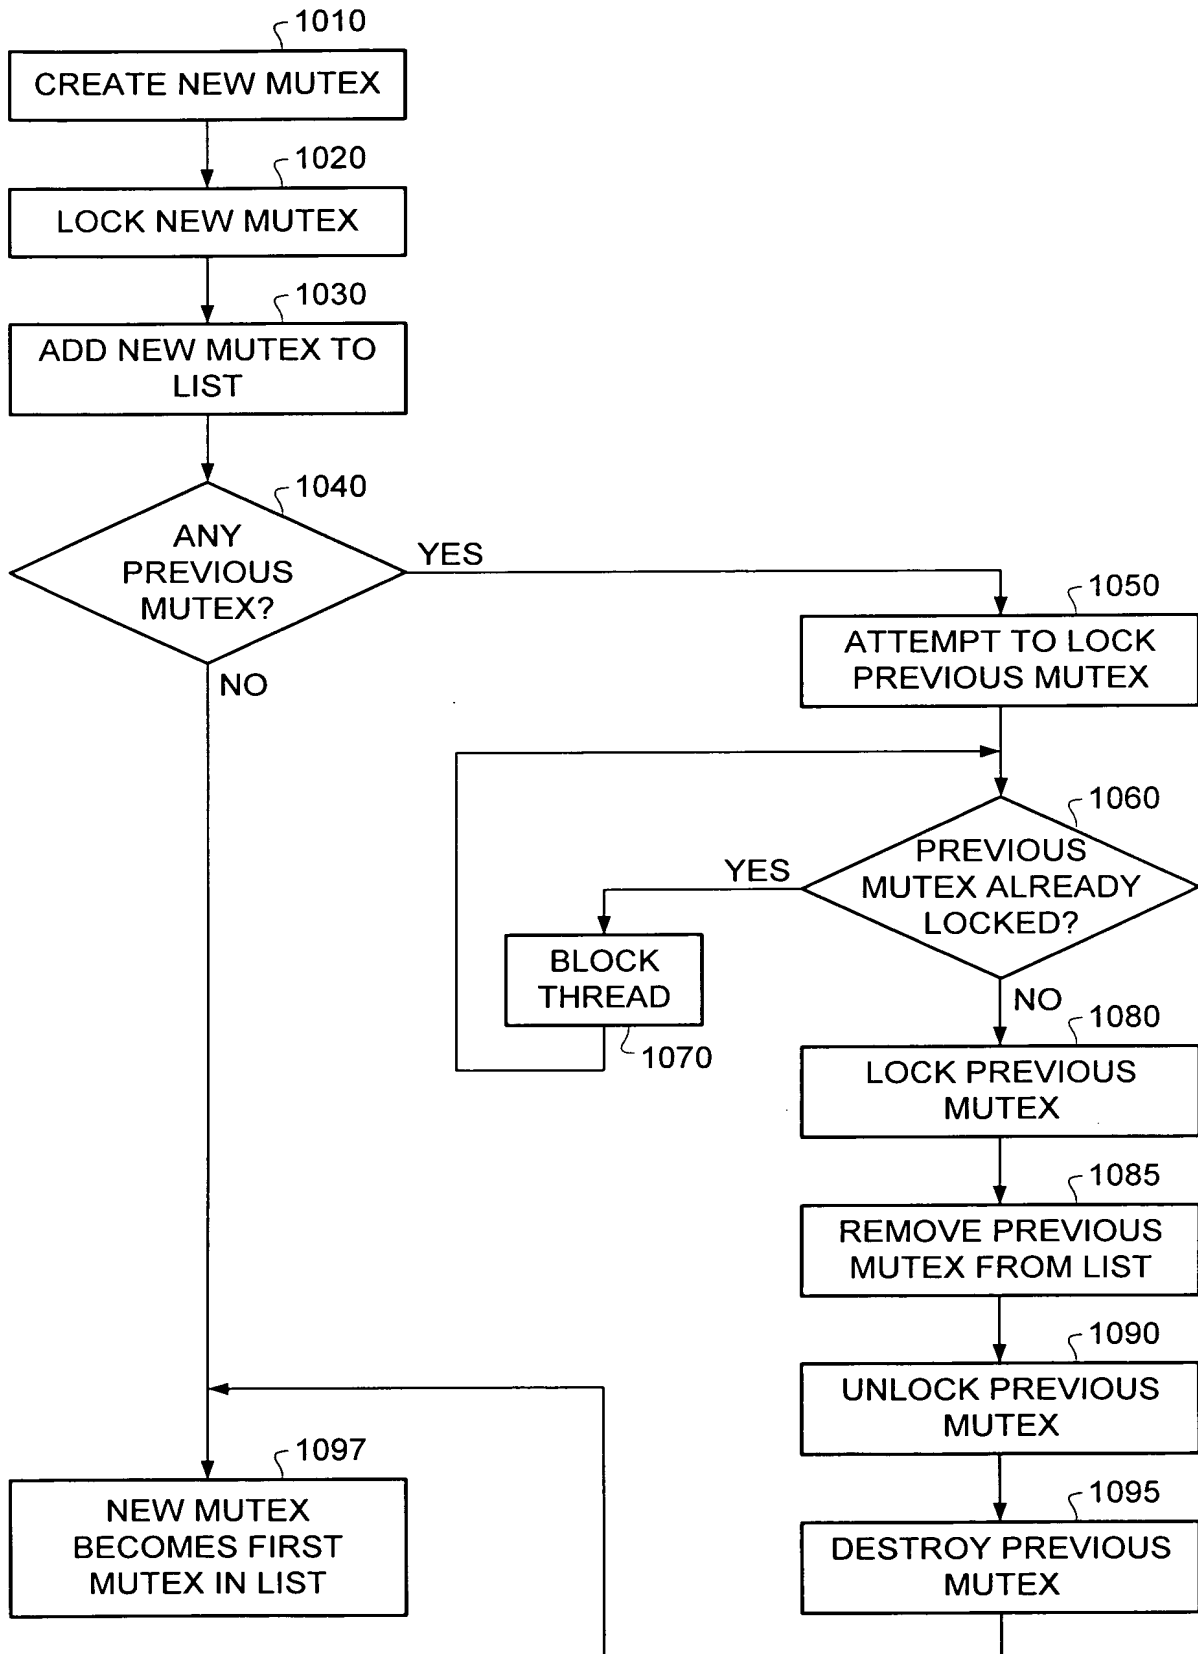 1010
CREATE NEW MUTEX
1020
LOCK NEW MUTEX
1030
ADD NEW MUTEX TO
LIST
1040
ANY
PREVIOUS
MUTEX?
YES
NO
1050
ATTEMPT TO LOCK
PREVIOUS MUTEX
1060
PREVIOUS
MUTEX ALREADY
LOCKED?
YES
BLOCK
THREAD
1070
NO
1080
LOCK PREVIOUS
MUTEX
1085
REMOVE PREVIOUS
MUTEX FROM LIST
1090
UNLOCK PREVIOUS
MUTEX
1095
DESTROY PREVIOUS
MUTEX
1097
NEW MUTEX
BECOMES FIRST
MUTEX IN LIST